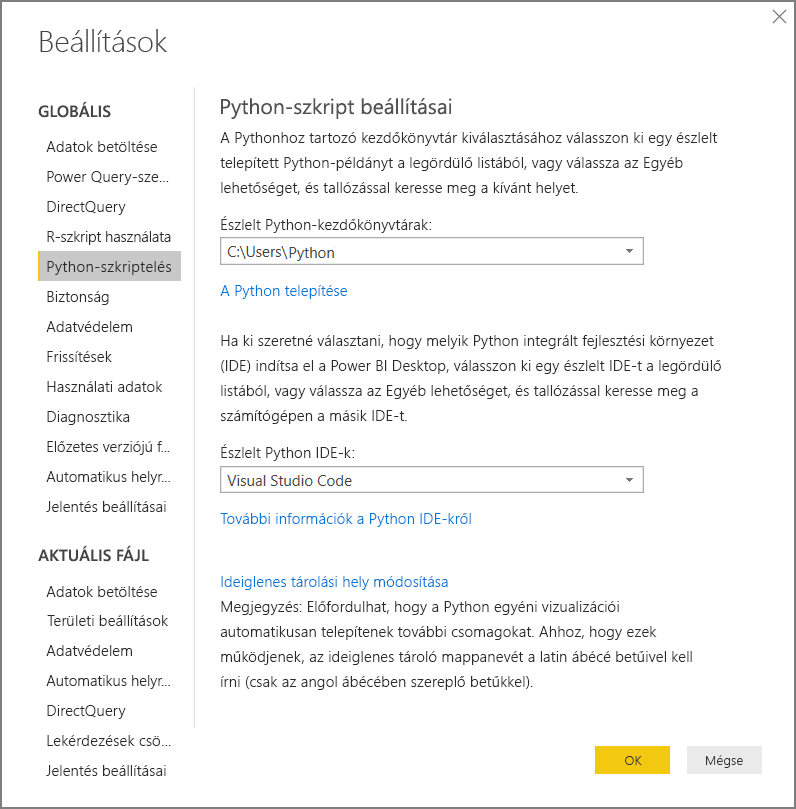 Beállítások
GLOBÁLIS
Adatok betöltése
Power Query-sze...
DirectQuery
R-szkript használata
Python-szkriptelés
Biztonság
Adatvédelem
Frissítések
Használati adatok
Diagnosztika
Előzetes verziójú f...
Automatikus helyr...
Jelentés beállításai
AKTUÁLIS FÁJL
Adatok betöltése
Területi beállítások
Adatvédelem
Automatikus helyr...
DirectQuery
Lekérdezések csö...
Jelentés beállításai
Python-szkript beállításai
A Pythonhoz tartozó kezdőkönyvtár kiválasztásához válasszon ki egy észlelt
telepített Python-példányt a legördülő listából, vagy válassza az Egyéb
lehetőséget, és tallózással keresse meg a kívánt helyet.
Észlelt Python-kezdőkönyvtárak:
C:\Users\Python
A Python telepítése
Ha ki szeretné választani, hogy melyik Python integrált fejlesztési környezet
(IDE) indítsa el a Power BI Desktop, válasszon ki egy észlelt IDE-t a legördülő
listából, vagy válassza az Egyéb lehetőséget, és tallózással keresse meg a
számítógépen a másik IDE-t.
Észlelt Python IDE-k:
Visual Studio Code
További információk a Python IDE-kről
Ideiglenes tárolási hely módosítása
Megjegyzés: Előfordulhat, hogy a Python egyéni vizualizációi
automatikusan telepítenek további csomagokat. Ahhoz, hogy ezek
működjenek, az ideiglenes tároló mappanevét a latin ábécé betűivel kell
írni (csak az angol ábécében szereplő betűkkel).
OK
Mégse